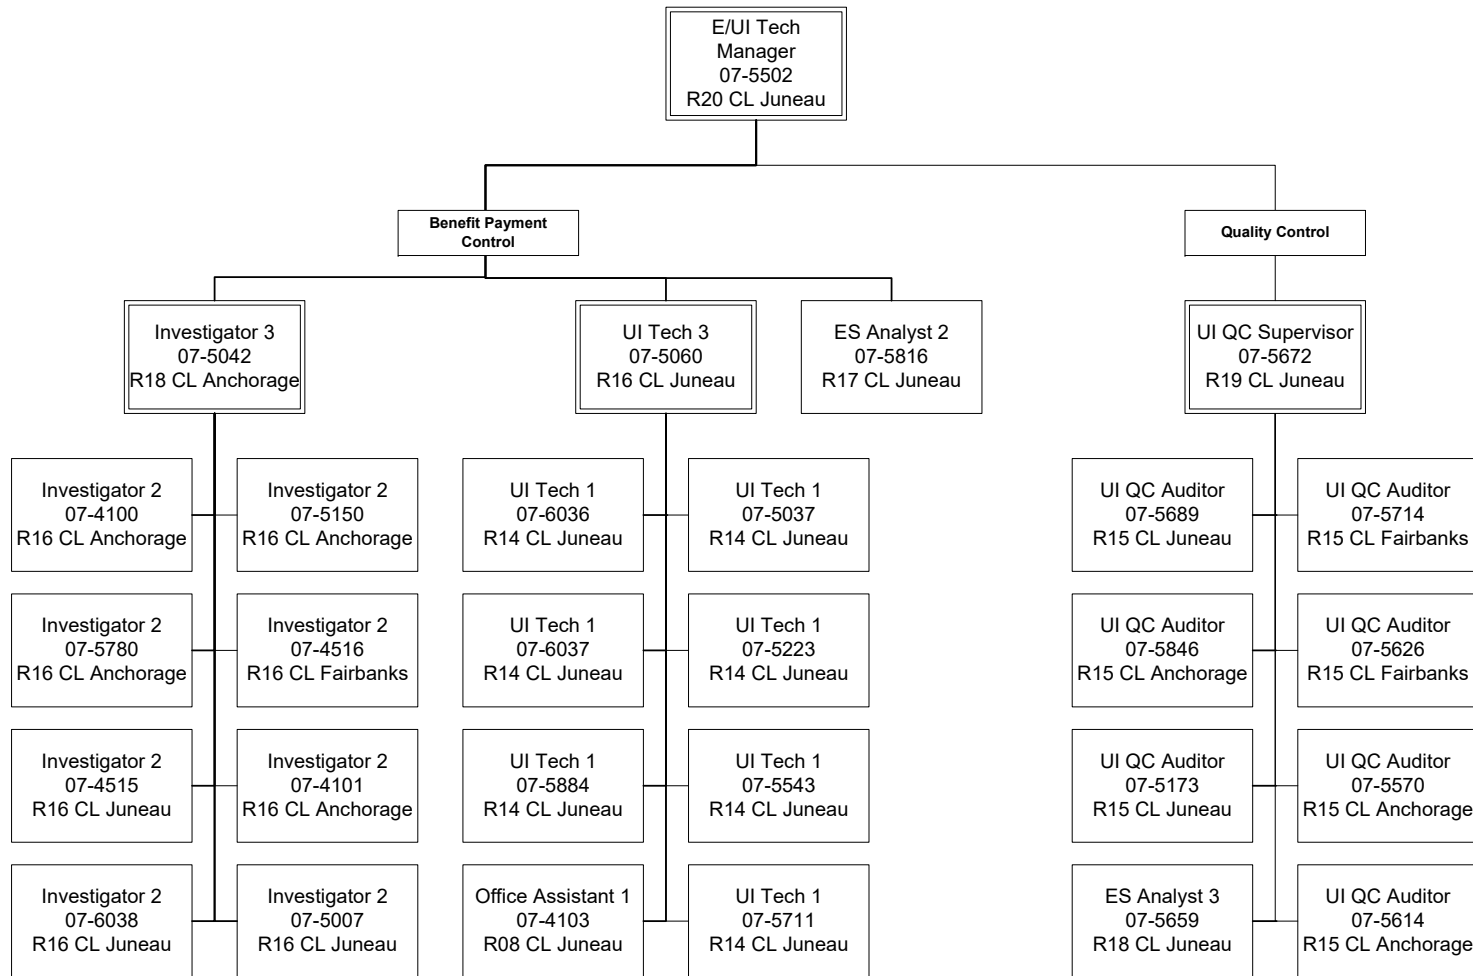 E/UI Tech
Manager
07-5502
R20 CL Juneau
Benefit Payment
Control
Quality Control
Investigator 3
07-5042
R18 CL Anchorage
UI Tech 3
07-5060
R16 CL Juneau
ES Analyst 2
07-5816
R17 CL Juneau
UI QC Supervisor
07-5672
R19 CL Juneau
Investigator 2
07-4100
R16 CL Anchorage
Investigator 2
07-5150
R16 CL Anchorage
UI Tech 1
07-6036
R14 CL Juneau
UI Tech 1
07-5037
R14 CL Juneau
UI QC Auditor
07-5689
R15 CL Juneau
UI QC Auditor
07-5714
R15 CL Fairbanks
Investigator 2
07-5780
R16 CL Anchorage
Investigator 2
07-4516
R16 CL Fairbanks
UI Tech 1
07-6037
R14 CL Juneau
UI Tech 1
07-5223
R14 CL Juneau
UI QC Auditor
07-5846
R15 CL Anchorage
UI QC Auditor
07-5626
R15 CL Fairbanks
Investigator 2
07-4515
R16 CL Juneau
Investigator 2
07-4101
R16 CL Anchorage
UI Tech 1
07-5884
R14 CL Juneau
UI Tech 1
07-5543
R14 CL Juneau
UI QC Auditor
07-5173
R15 CL Juneau
UI QC Auditor
07-5570
R15 CL Anchorage
Investigator 2
07-6038
R16 CL Juneau
Investigator 2
07-5007
R16 CL Juneau
Office Assistant 1
07-4103
R08 CL Juneau
UI Tech 1
07-5711
R14 CL Juneau
ES Analyst 3
07-5659
R18 CL Juneau
UI QC Auditor
07-5614
R15 CL Anchorage